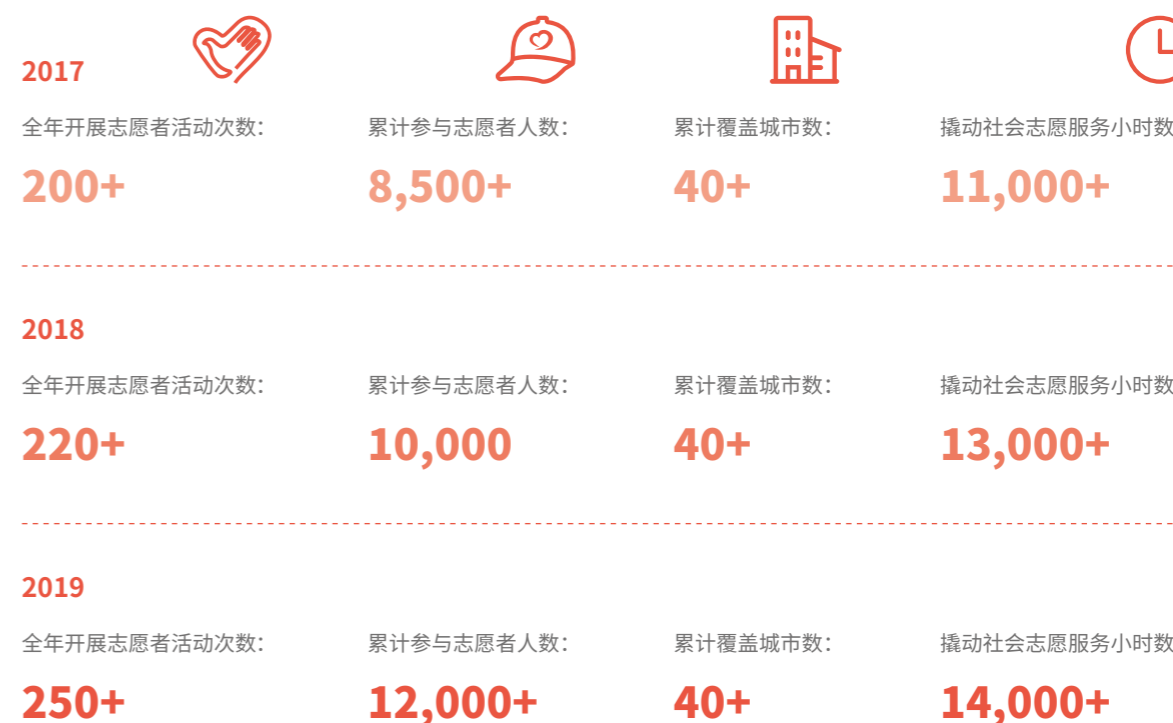 2017
全年开展志愿者活动次数： 累计参与志愿者人数： 累计覆盖城市数： 撬动社会志愿服务小时数
200+ 8,500+ 40+ 11,000+
2018
全年开展志愿者活动次数： 累计参与志愿者人数： 累计覆盖城市数： 撬动社会志愿服务小时数
220+ 10,000 40+ 13,000+
2019
全年开展志愿者活动次数： 累计参与志愿者人数： 累计覆盖城市数： 撬动社会志愿服务小时数
250+ 12,000+ 40+ 14,000+